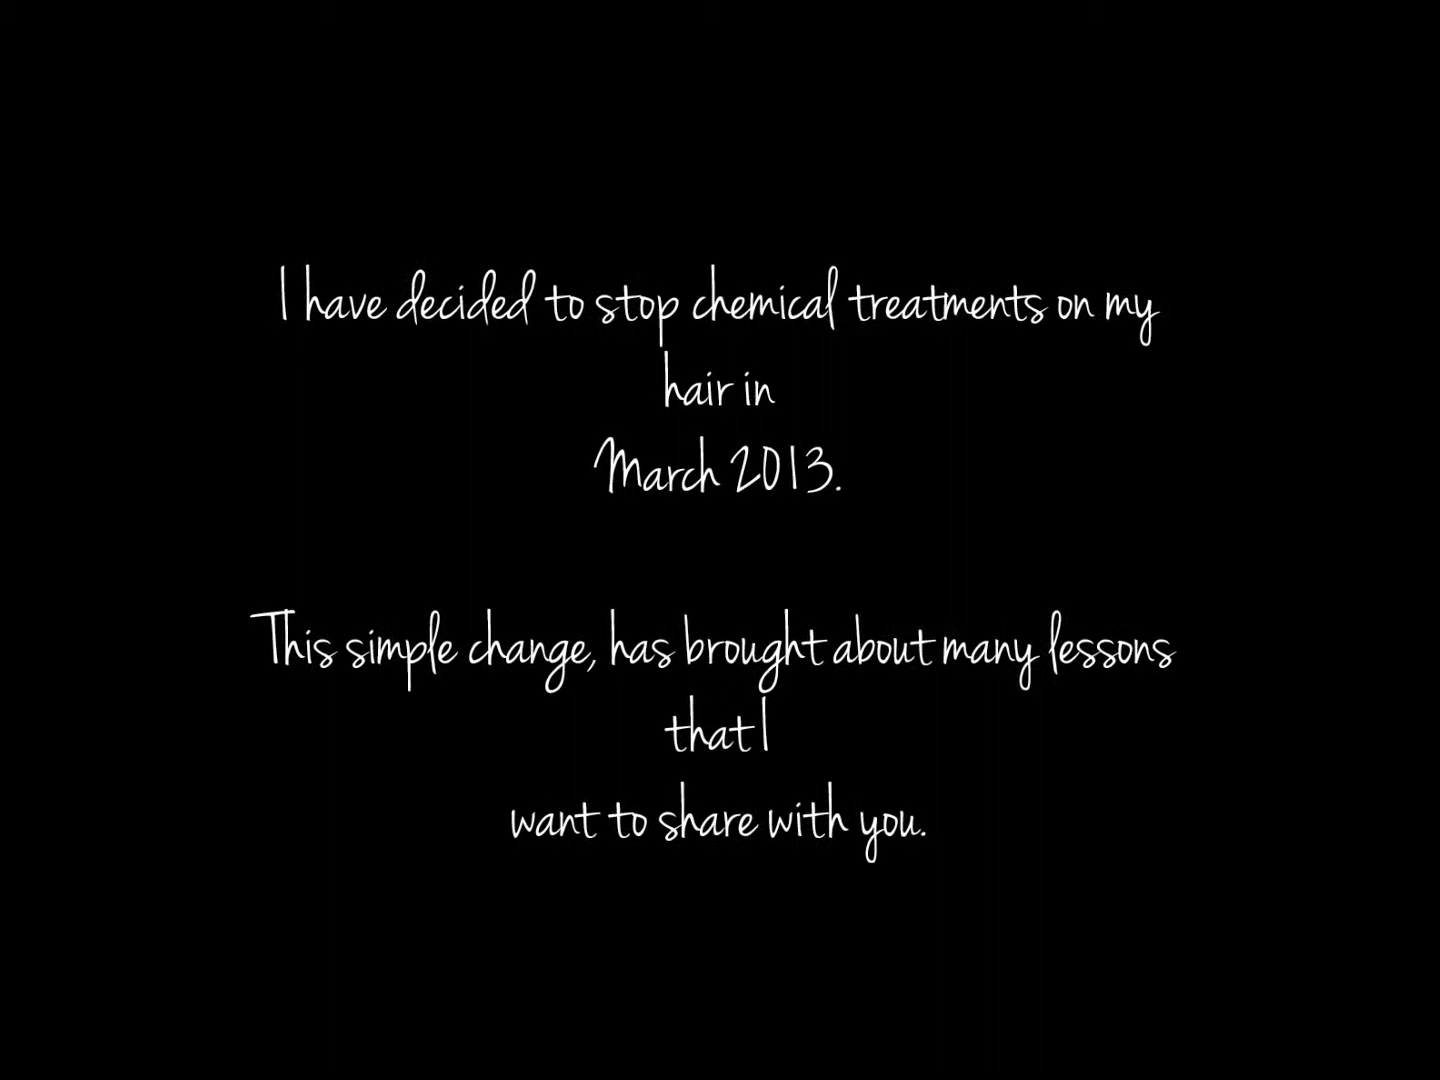 I have decided to stop chemical treatments on my
hair in
March 2013.
This simple change, has brought about many lessons
that I
want to share with you.